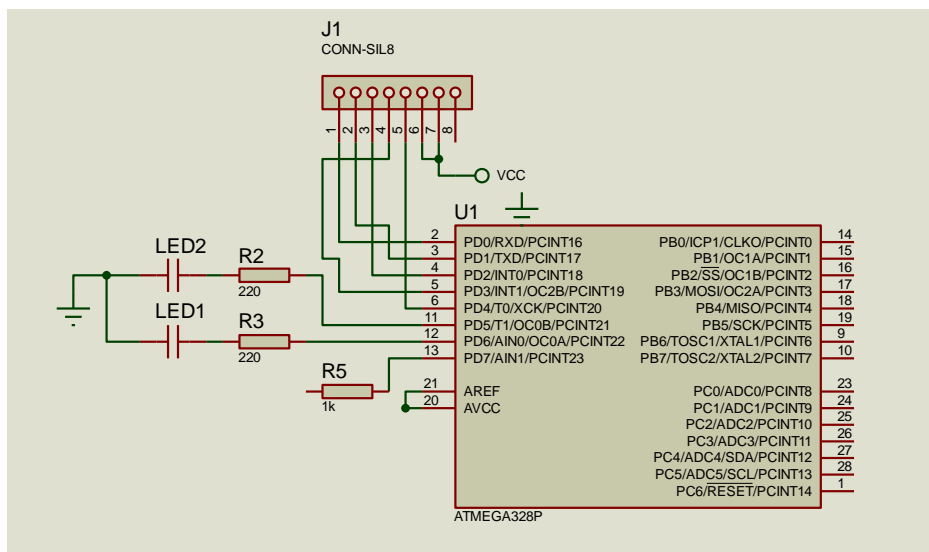 J1
CONN-SIL8
1
2
3
4
5
6
7
8
VCC
U1
LED2
R2
220
LED1
R3
220
R5
1k
2 PD0/RXD/PCINT16
3 PD1/TXD/PCINT17
4 PD2/INT0/PCINT18
5 PD3/INT1/OC2B/PCINT19
6 PD4/T0/XCK/PCINT20
11 PD5/T1/OC0B/PCINT21
12 PD6/AIN0/OC0A/PCINT22
13 PD7/AIN1/PCINT23
21 AREF
20 AVCC
PB0/ICP1/CLKO/PCINT0 14
PB1/OC1A/PCINT1 15
PB2/SS/OC1B/PCINT2 16
PB3/MOSI/OC2A/PCINT3 17
PB4/MISO/PCINT4 18
PB5/SCK/PCINT5 19
PB6/TOSC1/XTAL1/PCINT6 9
PB7/TOSC2/XTAL2/PCINT7 10
PC0/ADC0/PCINT8 23
PC1/ADC1/PCINT9 24
PC2/ADC2/PCINT10 25
PC3/ADC3/PCINT11 26
PC4/ADC4/SDA/PCINT12 27
PC5/ADC5/SCL/PCINT13 28
PC6/RESET/PCINT14 1
ATMEGA328P